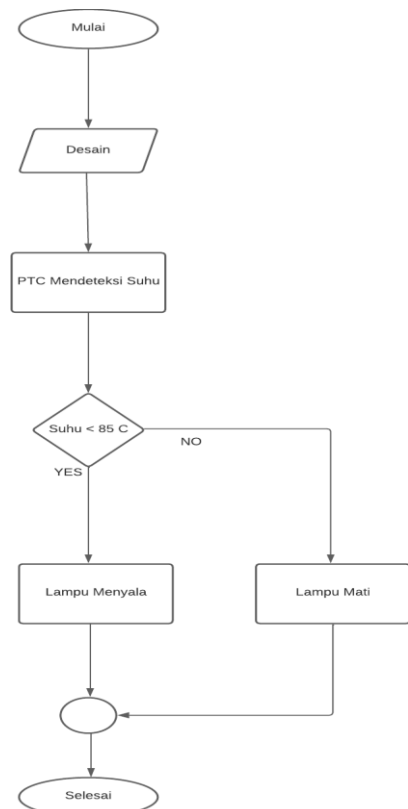 Mulai
Desain
PTC Mendeteksi Suhu
Suhu < 85 C
NO
YES
Lampu Menyala
Lampu Mati
Selesai